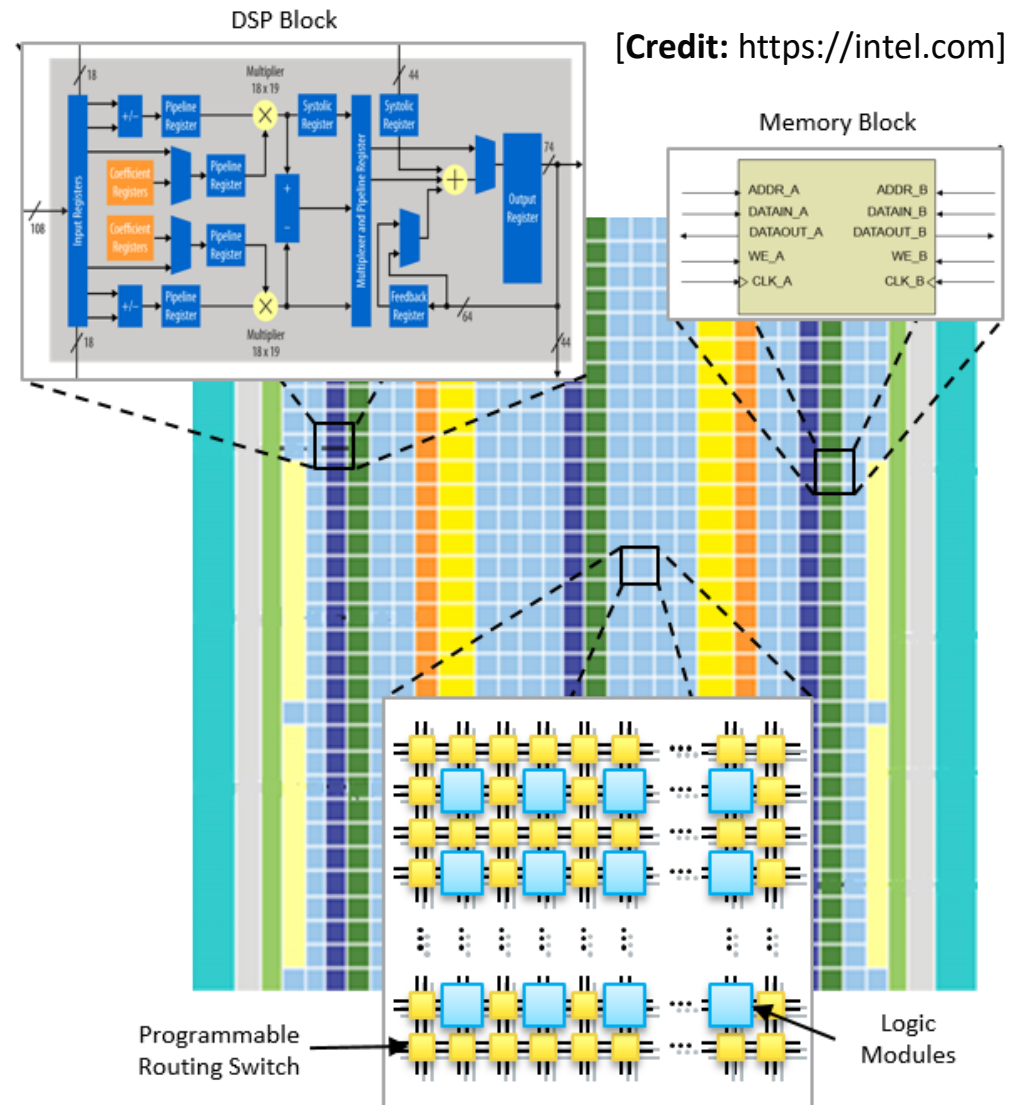 DSP Block
[Credit: https://intel.com]
18
44
Multiplier
18 x 19
Input Registers
+/−
Pipeline
Register
Systolic
Register
Systolic
Register
Coefficient
Registers
Pipeline
Register
108
Coefficient
Registers
Pipeline
Register
+
−
Multiplexer and Pipeline Register
+
Output
Register
74
+/−
Pipeline
Register
Feedback
Register
64
Multiplier
18 x 19
18
44
Memory Block
ADDR_A ADDR_B
DATAIN_A DATAIN_B
DATAOUT_A DATAOUT_B
WE_A WE_B
CLK_A CLK_B
Programmable
Routing Switch
Logic
Modules